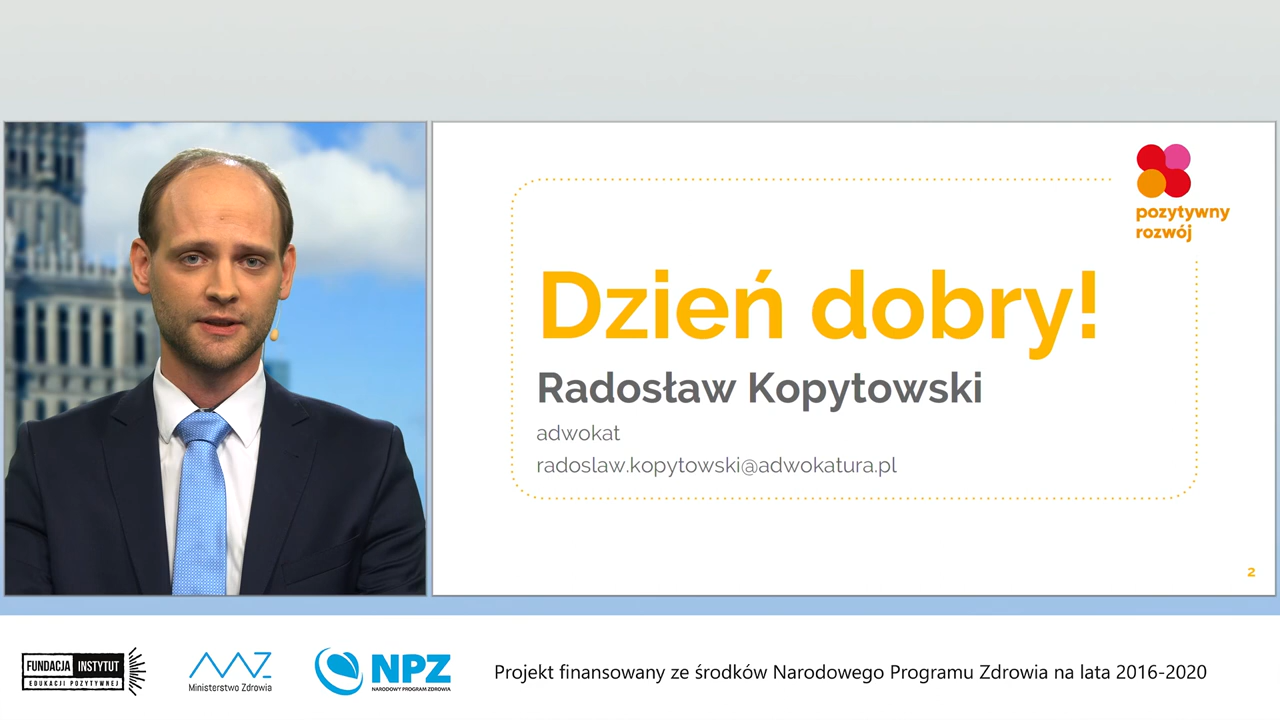 pozytywny
rozwój
Dzień dobry!
Radosław Kopytowski
adwokat
radoslaw.kopytowski@adwokatura.pl
2
FUNDACJA INSTYTUT
EDUKACJI POZYTYWNEJ
Ministerstwo Zdrowia
NPZ
NARODOWY PROGRAM ZDROWIA
Projekt finansowany ze środków Narodowego Programu Zdrowia na lata 2016-2020